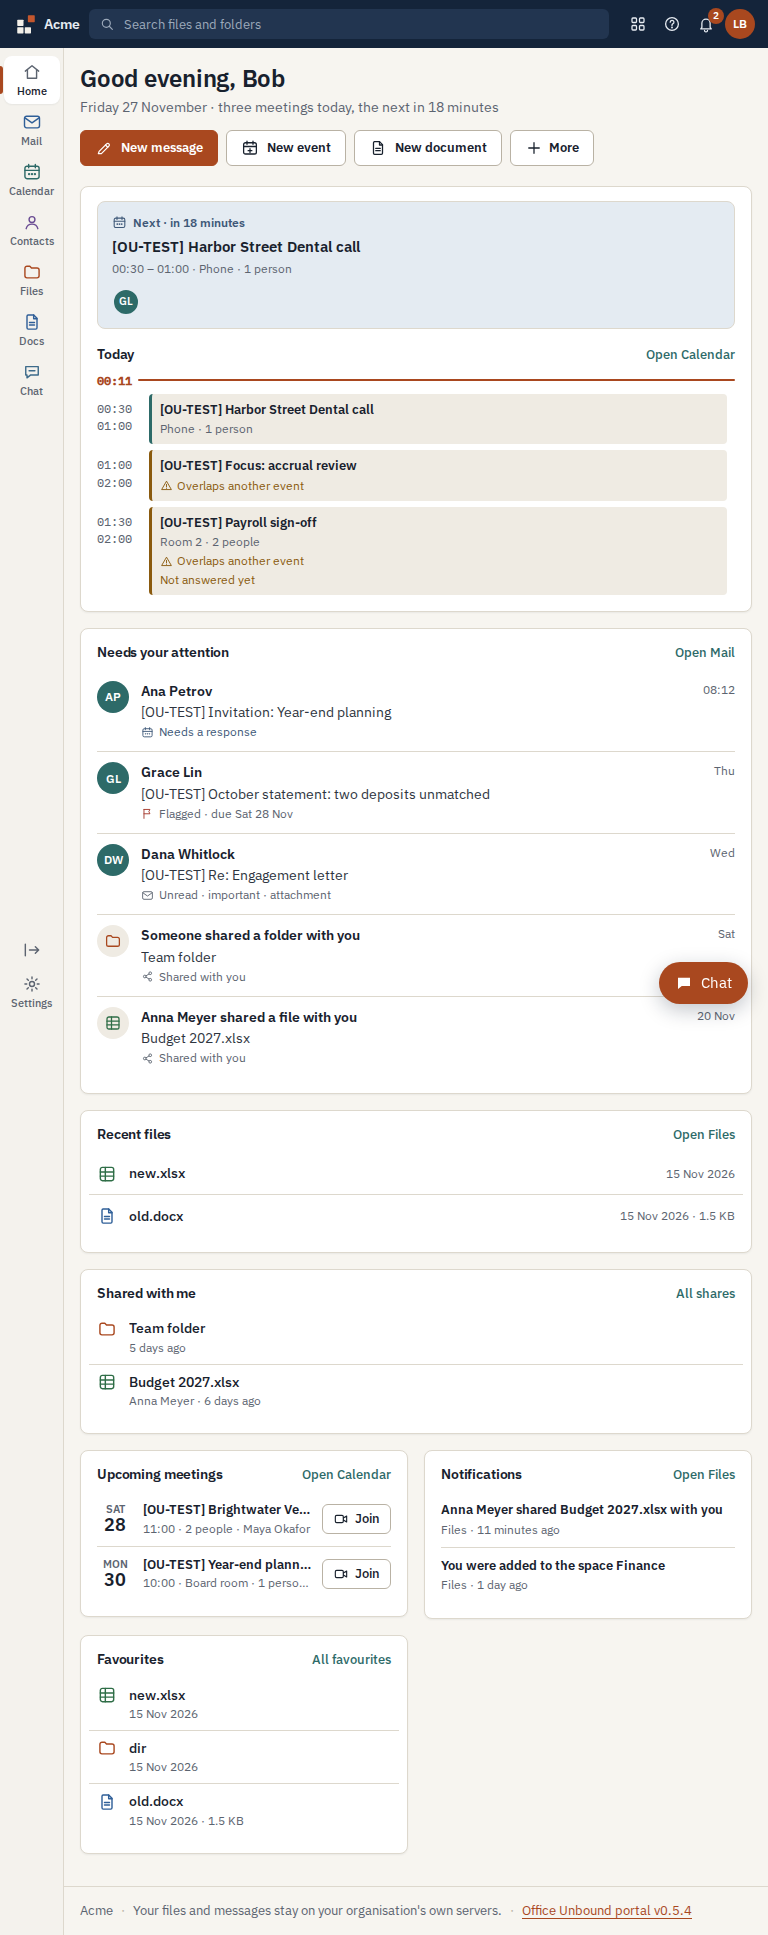 Acme
Search files and folders
2
LB
Home
Mail
Calendar
Contacts
Files
Docs
Chat
Settings
Good evening, Bob
Friday 27 November · three meetings today, the next in 18 minutes
New message
New event
New document
More
Next · in 18 minutes
[OU-TEST] Harbor Street Dental call
00:30 – 01:00 · Phone · 1 person
GL
Today
Open Calendar
00:11
00:30
01:00
[OU-TEST] Harbor Street Dental call
Phone · 1 person
01:00
02:00
[OU-TEST] Focus: accrual review
Overlaps another event
01:30
02:00
[OU-TEST] Payroll sign-off
Room 2 · 2 people
Overlaps another event
Not answered yet
Needs your attention
Open Mail
AP
Ana Petrov
08:12
[OU-TEST] Invitation: Year-end planning
Needs a response
GL
Grace Lin
Thu
[OU-TEST] October statement: two deposits unmatched
Flagged · due Sat 28 Nov
DW
Dana Whitlock
Wed
[OU-TEST] Re: Engagement letter
Unread · important · attachment
Someone shared a folder with you
Sat
Team folder
Shared with you
Chat
Anna Meyer shared a file with you
20 Nov
Budget 2027.xlsx
Shared with you
Recent files
Open Files
new.xlsx
15 Nov 2026
old.docx
15 Nov 2026 · 1.5 KB
Shared with me
All shares
Team folder
5 days ago
Budget 2027.xlsx
Anna Meyer · 6 days ago
Upcoming meetings
Open Calendar
SAT
28
[OU-TEST] Brightwater Ve...
11:00 · 2 people · Maya Okafor
Join
MON
30
[OU-TEST] Year-end plann...
10:00 · Board room · 1 perso...
Join
Notifications
Open Files
Anna Meyer shared Budget 2027.xlsx with you
Files · 11 minutes ago
You were added to the space Finance
Files · 1 day ago
Favourites
All favourites
new.xlsx
15 Nov 2026
dir
15 Nov 2026
old.docx
15 Nov 2026 · 1.5 KB
Acme · Your files and messages stay on your organisation's own servers. · Office Unbound portal v0.5.4